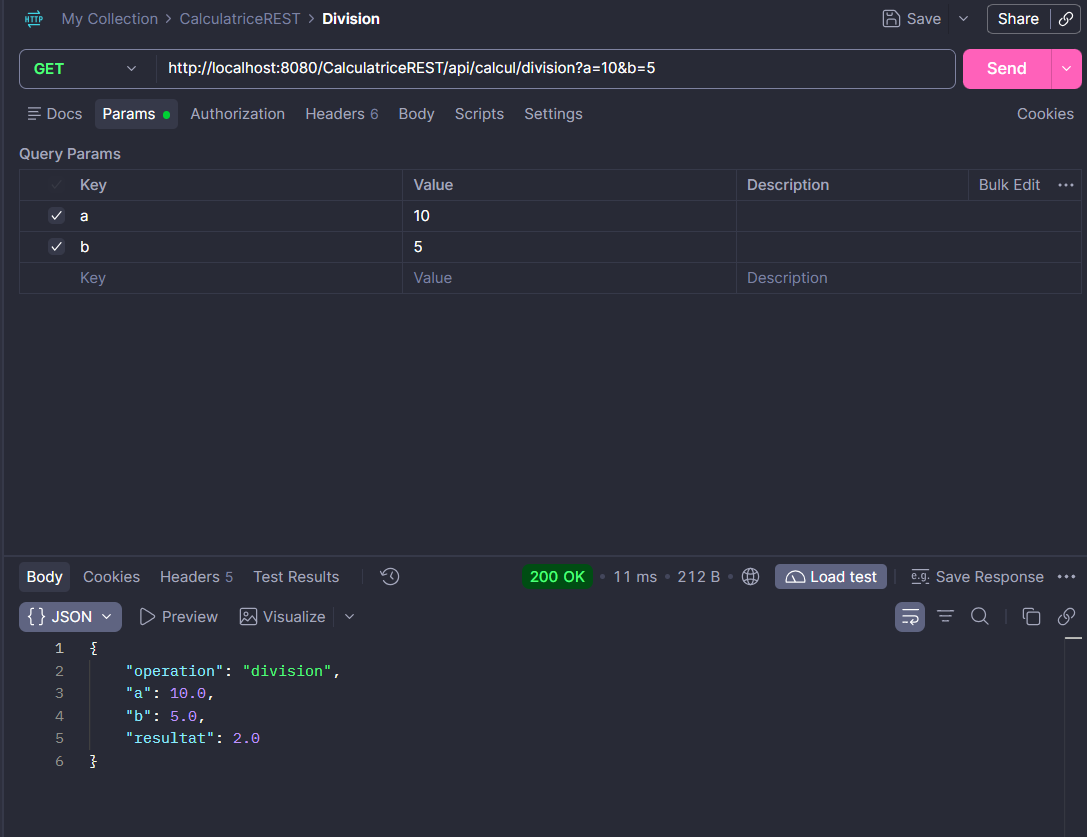 HTTP My Collection > CalculatriceREST > Division Save Share
GET http://localhost:8080/CalculatriceREST/api/calcul/division?a=10&b=5 Send
Docs Params Authorization Headers 6 Body Scripts Settings Cookies
Query Params
Key Value Description Bulk Edit
a 10
b 5
Key Value Description
Body Cookies Headers 5 Test Results 200 OK • 11 ms • 212 B • Load test e.g. Save Response
{} JSON Preview Visualize
1 {
2 "operation": "division",
3 "a": 10.0,
4 "b": 5.0,
5 "resultat": 2.0
6 }